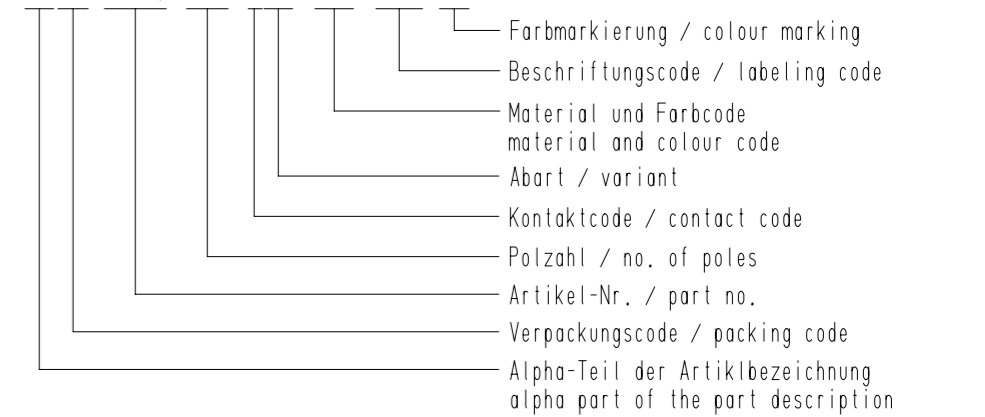 Farbmarkierung / colour marking
Beschriftungscode / labeling code
Material und Farbcode
material and colour code
Abart / variant
Kontaktcode / contact code
Polzahl / no. of poles
Artikel-Nr. / part no.
Verpackungscode / packing code
Alpha-Teil der Artiklbezeichnung
alpha part of the part description